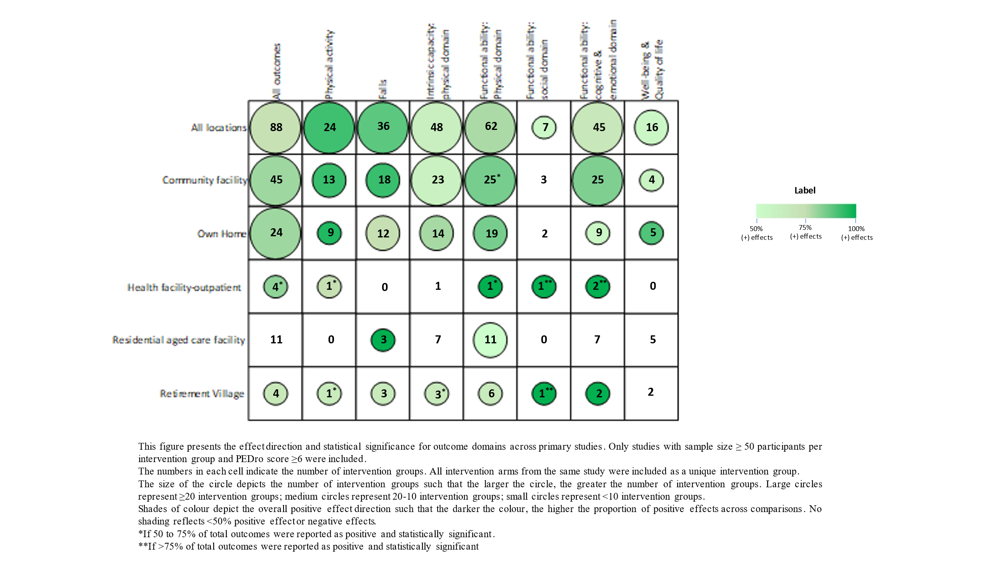 All outcomes
Physical activity
Falls
Intrinsic capacity:
physical domain
Functional ability:
Physical domain
Functional ability:
social domain
Functional ability:
cognitive &
emotional domain
Well-being &
Quality of life
All locations 88 24 36 48 62 7 45 16
Community facility 45 13 18 23 25* 3 25 4
Own Home 24 9 12 14 19 2 9 5
Health facility-outpatient 4* 1* 0 1 1* 1** 2** 0
Residential aged care facility 11 0 3 7 11 0 7 5
Retirement Village 4 1* 3 3* 6 1** 2 2
Label
50% 75% 100%
(+) effects (+) effects (+) effects
This figure presents the effect direction and statistical significance for outcome domains across primary studies. Only studies with sample size ≥ 50 participants per
intervention group and PEDro score ≥6 were included.
The numbers in each cell indicate the number of intervention groups. All intervention arms from the same study were included as a unique intervention group.
The size of the circle depicts the number of intervention groups such that the larger the circle, the greater the number of intervention groups. Large circles
represent ≥20 intervention groups; medium circles represent 20-10 intervention groups; small circles represent <10 intervention groups.
Shades of colour depict the overall positive effect direction such that the darker the colour, the higher the proportion of positive effects across comparisons. No
shading reflects <50% positive effect or negative effects.
*If 50 to 75% of total outcomes were reported as positive and statistically significant.
**If >75% of total outcomes were reported as positive and statistically significant